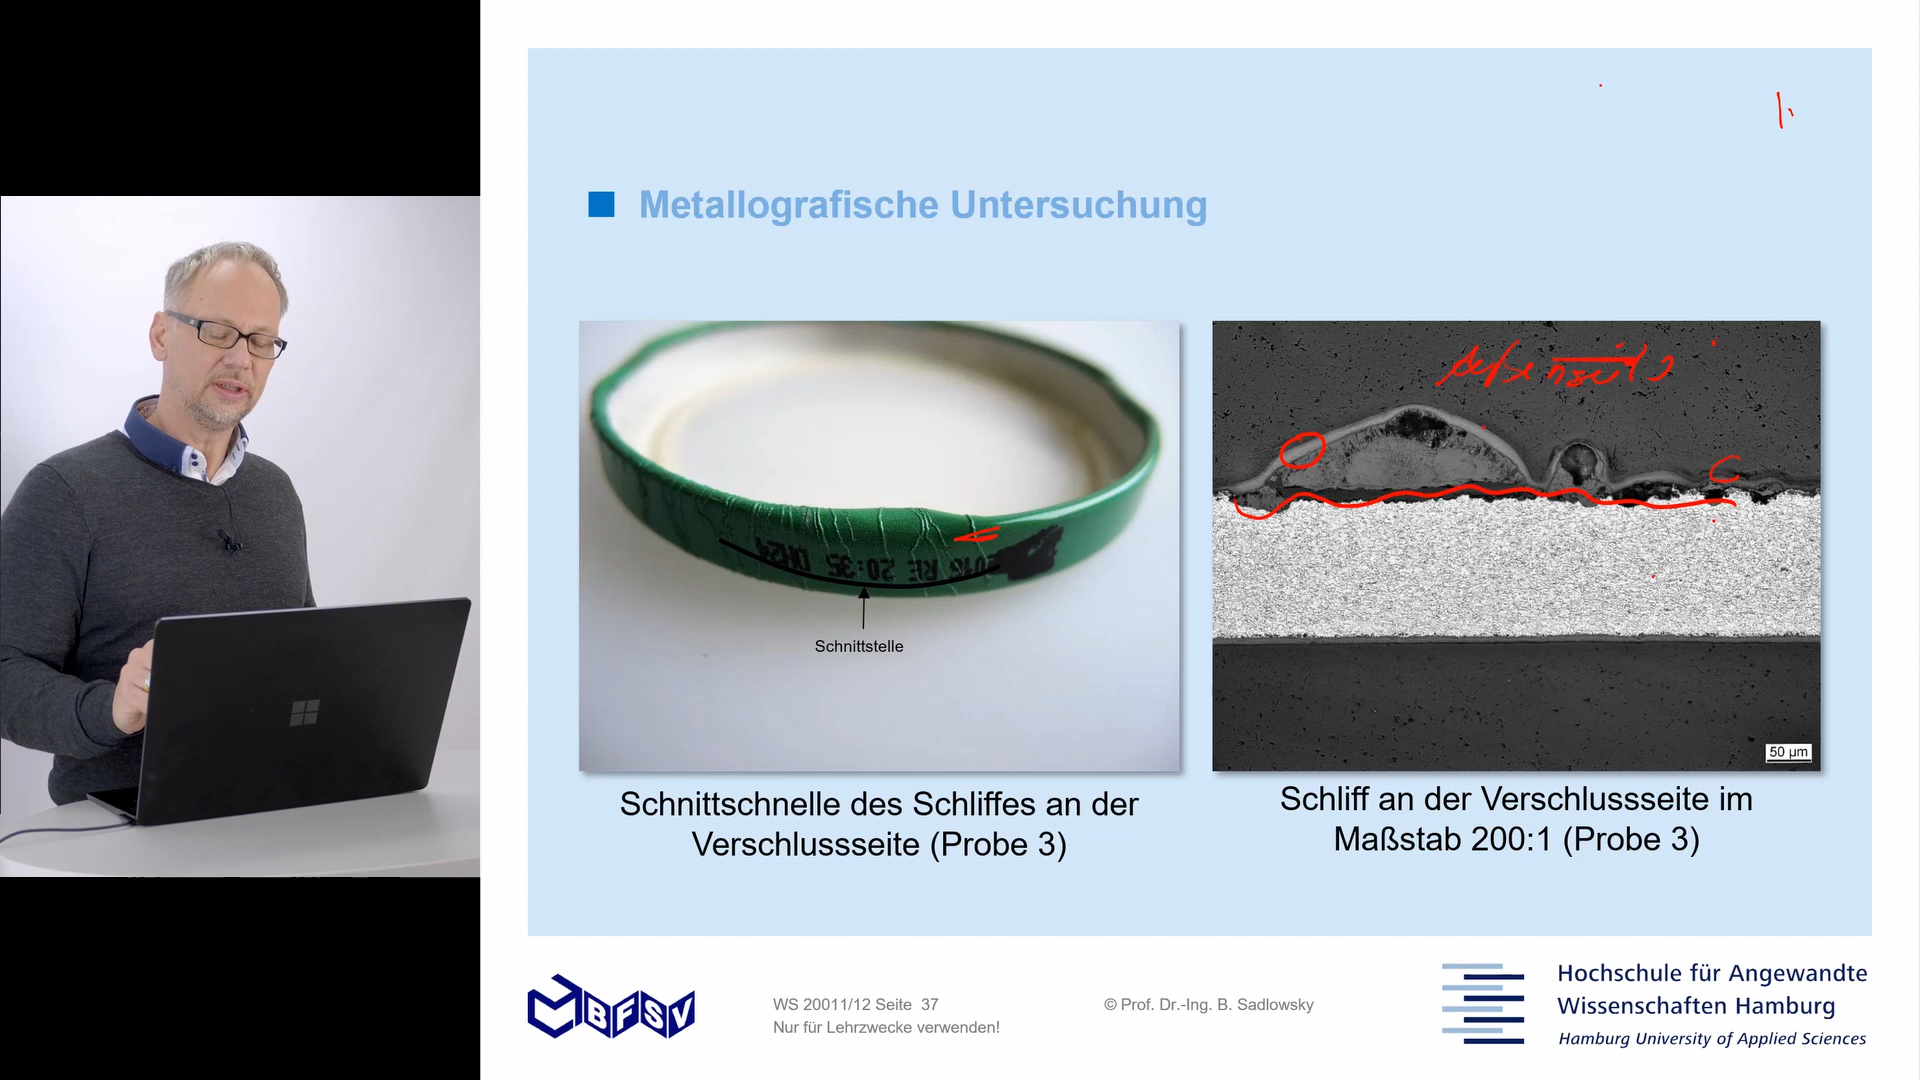 Metallografische Untersuchung
außenseits
2016 RE 20:35 DM24
Schnittstelle
50 µm
Schnittschnelle des Schliffes an der
Verschlussseite (Probe 3)
Schliff an der Verschlussseite im
Maßstab 200:1 (Probe 3)
BFSV
WS 20011/12 Seite 37
Nur für Lehrzwecke verwenden!
© Prof. Dr.-Ing. B. Sadlowsky
Hochschule für Angewandte
Wissenschaften Hamburg
Hamburg University of Applied Sciences